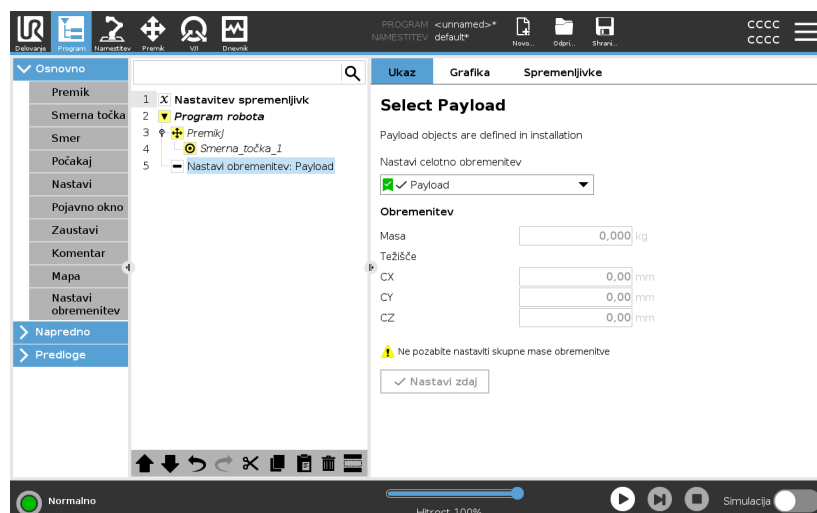 PROGRAM <unnamed>*
NAMESTITEV default*
CCCC
CCCC
Delovanje Program Namestitev Premik V/I Dnevnik Novo... Odpri... Shrani...
Osnovno
Premik
Smerna točka
Smer
Počakaj
Nastavi
Pojavno okno
Zaustavi
Komentar
Mapa
Nastavi
obremenitev
Napredno
Predloge
1 X Nastavitev spremenljivk
2 Program robota
3 PremikJ
4 Smerna_točka_1
5 Nastavi obremenitev: Payload
Ukaz Grafika Spremenljivke
Select Payload
Payload objects are defined in installation
Nastavi celotno obremenitev
Payload
Obremenitev
Masa 0,000 kg
Težišče
CX 0,00 mm
CY 0,00 mm
CZ 0,00 mm
Ne pozabite nastaviti skupne mase obremenitve
Nastavi zdaj
Normalno
Hitrost 100%
Simulacija